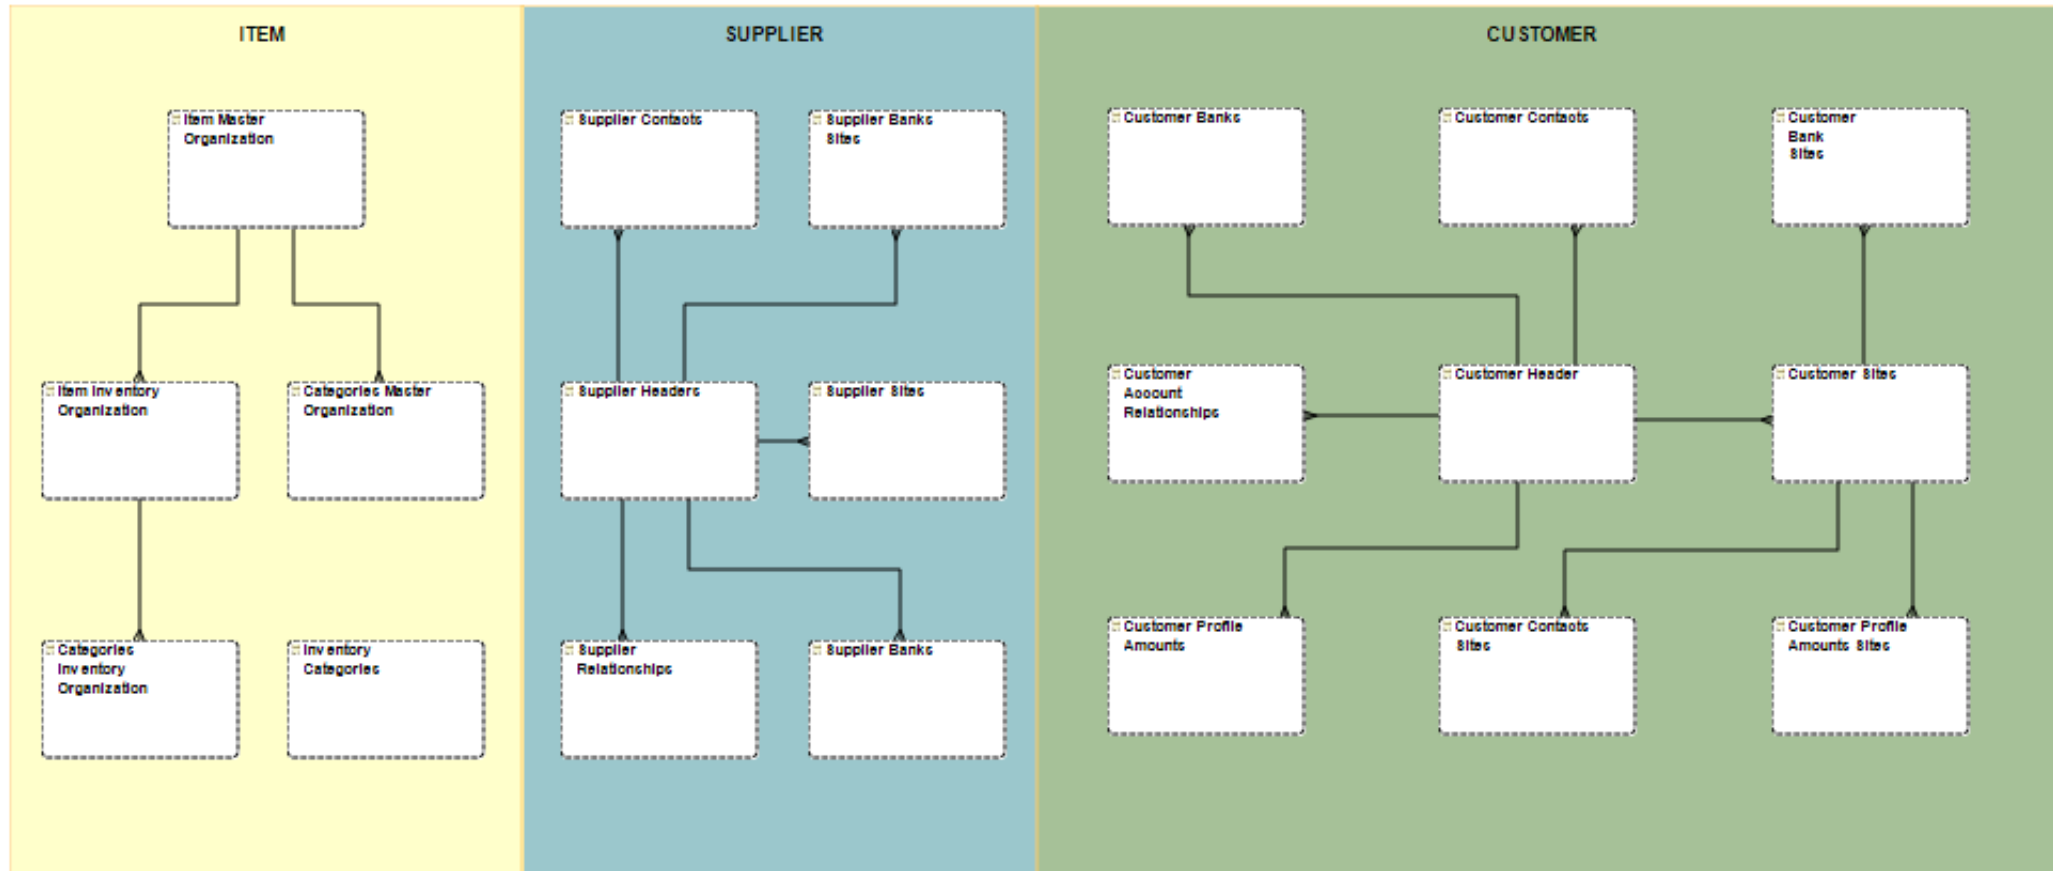 ITEM
SUPPLIER
CUSTOMER
Item Master
Organization
Supplier Contacts
Supplier Banks
Sites
Customer Banks
Customer Contacts
Customer
Bank
Sites
Item Inventory
Organization
Categories Master
Organization
Supplier Headers
Supplier Sites
Customer
Account
Relationships
Customer Header
Customer Sites
Categories
Inventory
Organization
Inventory
Categories
Supplier
Relationships
Supplier Banks
Customer Profile
Amounts
Customer Contacts
Sites
Customer Profile
Amounts Sites